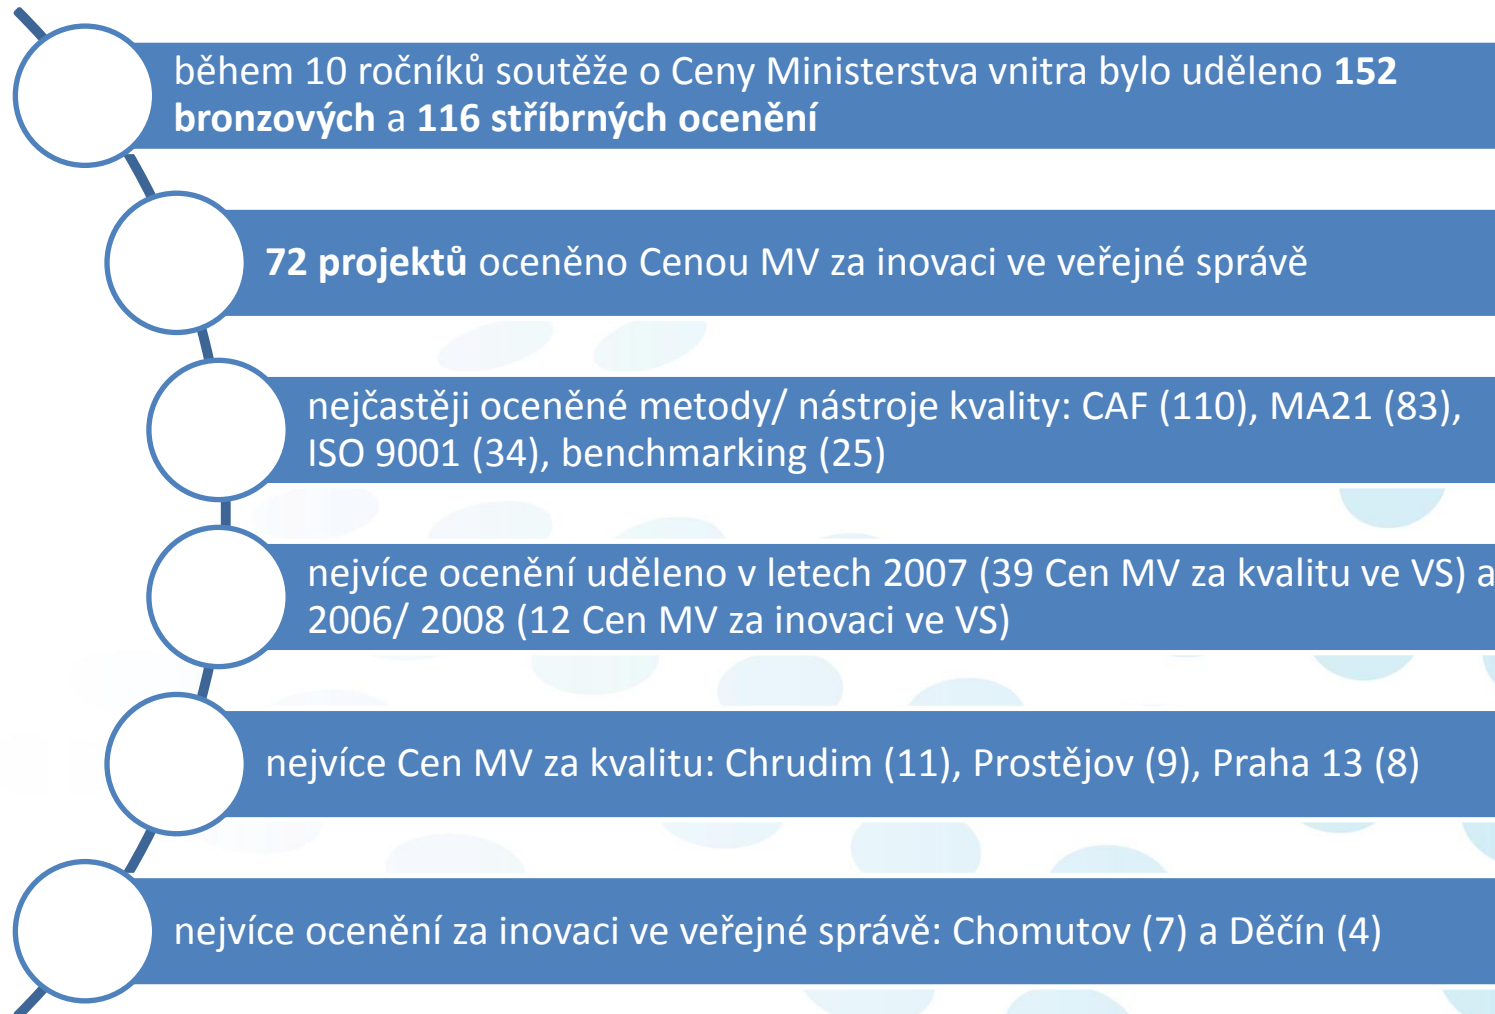 během 10 ročníků soutěže o Ceny Ministerstva vnitra bylo uděleno 152
bronzových a 116 stříbrných ocenění
72 projektů oceněno Cenou MV za inovaci ve veřejné správě
nejčastěji oceněné metody/ nástroje kvality: CAF (110), MA21 (83),
ISO 9001 (34), benchmarking (25)
nejvíce ocenění uděleno v letech 2007 (39 Cen MV za kvalitu ve VS) a
2006/ 2008 (12 Cen MV za inovaci ve VS)
nejvíce Cen MV za kvalitu: Chrudim (11), Prostějov (9), Praha 13 (8)
nejvíce ocenění za inovaci ve veřejné správě: Chomutov (7) a Děčín (4)